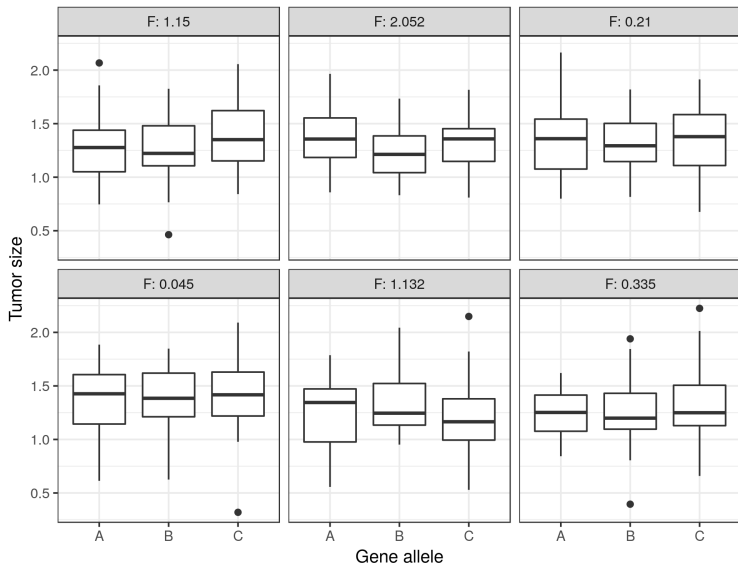 F: 1.15
F: 2.052
F: 0.21
2.0
1.5
1.0
0.5
Tumor size
F: 0.045
F: 1.132
F: 0.335
2.0
1.5
1.0
0.5
A B C
A B C
A B C
Gene allele